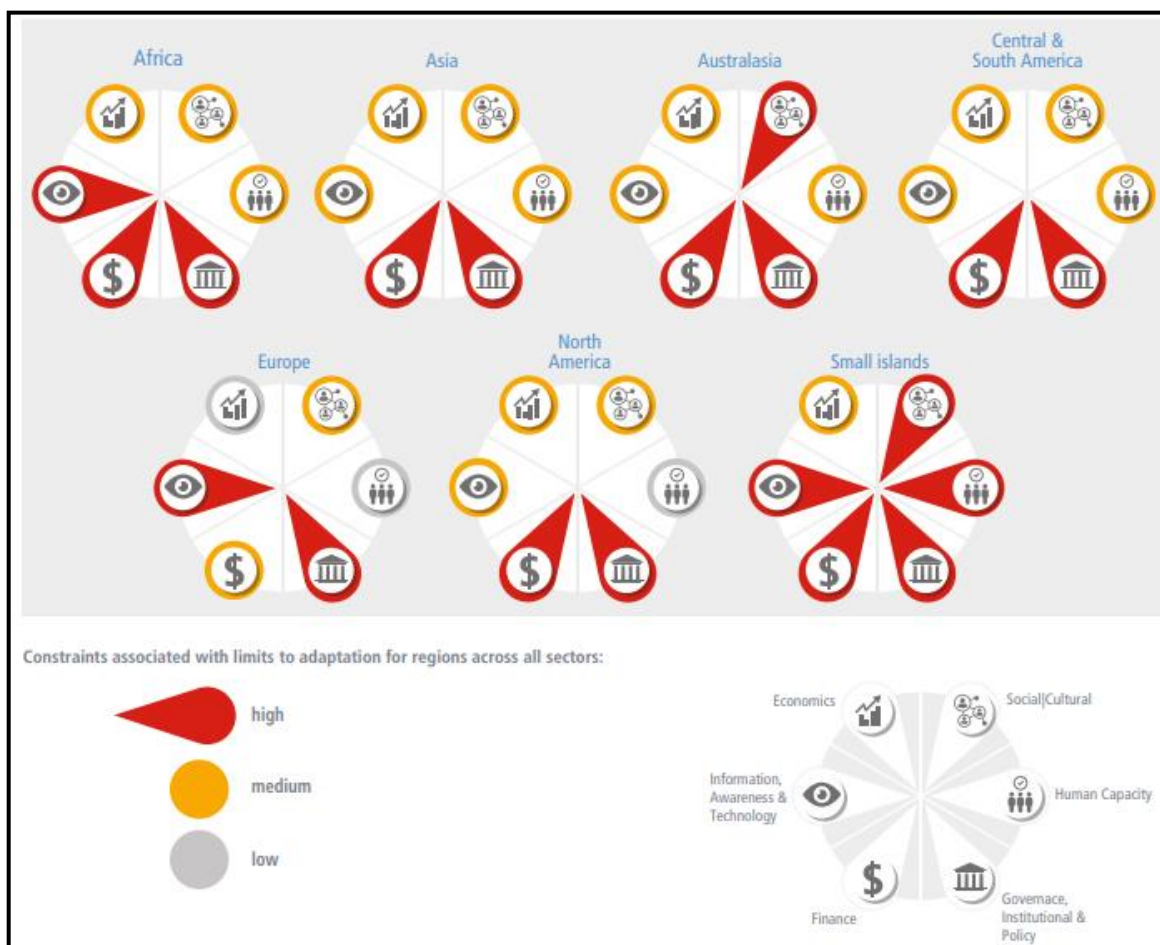 Africa
Asia
Australasia
Central &
South America
$
$
$
$
Europe
North
America
Small islands
$
$
$
Constraints associated with limits to adaptation for regions across all sectors:
high
medium
low
Economics
Social|Cultural
Information,
Awareness &
Technology
Human Capacity
$
Finance
Governace,
Institutional &
Policy